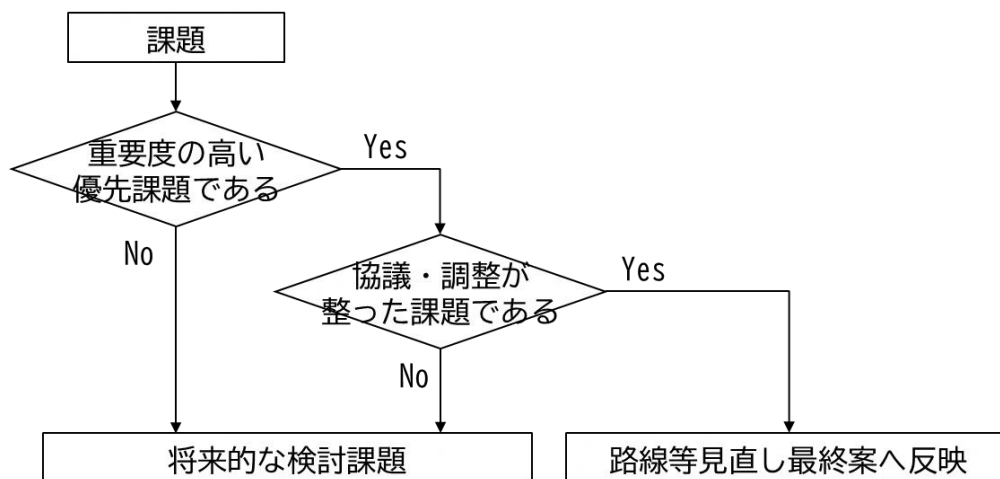 課題
重要度の高い
優先課題である
Yes
No
協議・調整が
整った課題である
Yes
No
将来的な検討課題
路線等見直し最終案へ反映